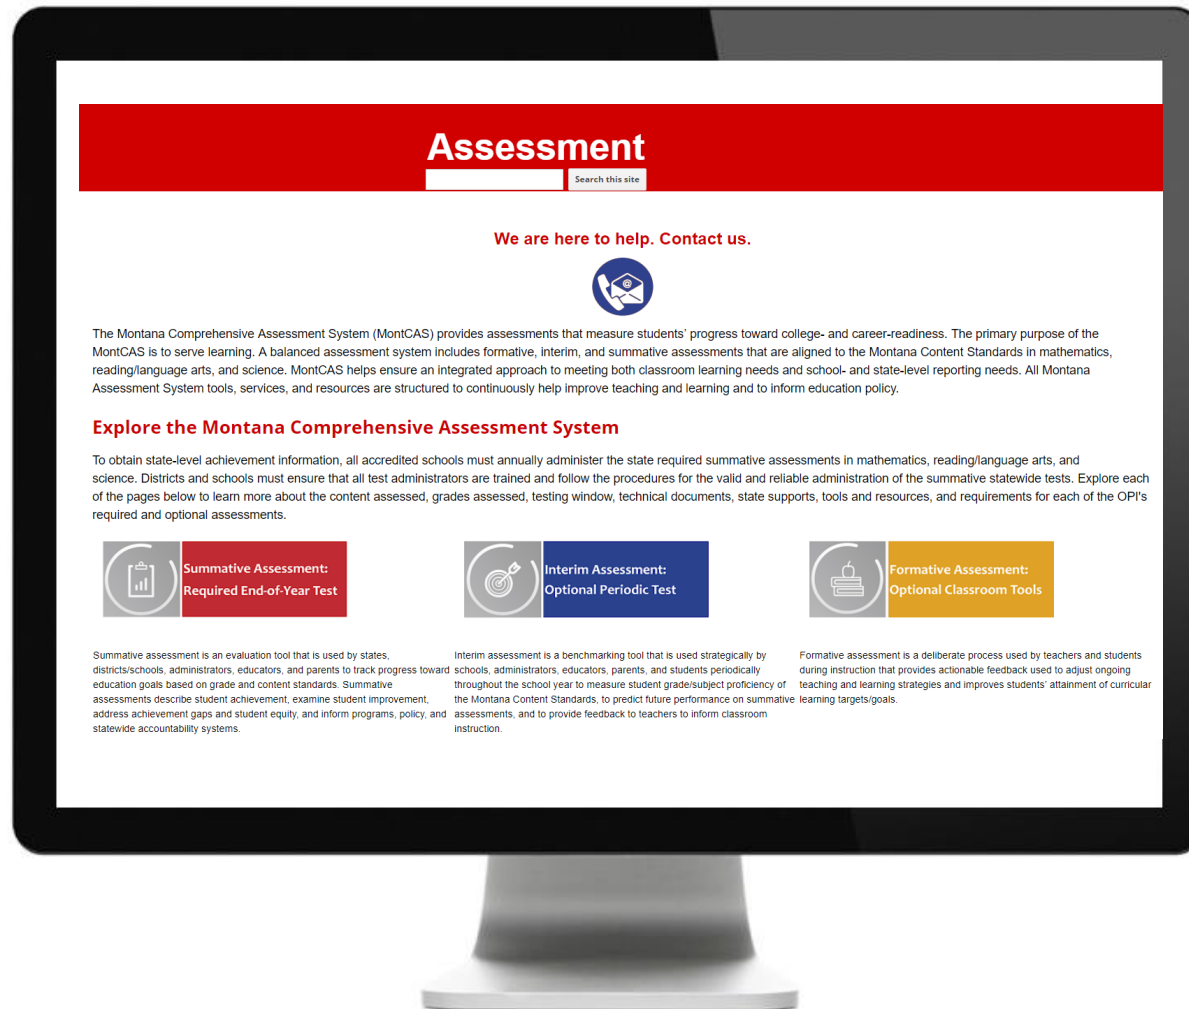 Assessment
Search this site
We are here to help. Contact us.
@
The Montana Comprehensive Assessment System (MontCAS) provides assessments that measure students' progress toward college- and career-readiness. The primary purpose of the
MontCAS is to serve learning. A balanced assessment system includes formative, interim, and summative assessments that are aligned to the Montana Content Standards in mathematics,
reading/language arts, and science. MontCAS helps ensure an integrated approach to meeting both classroom learning needs and school- and state-level reporting needs. All Montana
Assessment System tools, services, and resources are structured to continuously help improve teaching and learning and to inform education policy.
Explore the Montana Comprehensive Assessment System
To obtain state-level achievement information, all accredited schools must annually administer the state required summative assessments in mathematics, reading/language arts, and
science. Districts and schools must ensure that all test administrators are trained and follow the procedures for the valid and reliable administration of the summative statewide tests. Explore each
of the pages below to learn more about the content assessed, grades assessed, testing window, technical documents, state supports, tools and resources, and requirements for each of the OPI's
required and optional assessments.
Summative Assessment:
Required End-of-Year Test
Summative assessment is an evaluation tool that is used by states,
districts/schools, administrators, educators, and parents to track progress toward
education goals based on grade and content standards. Summative
assessments describe student achievement, examine student improvement,
address achievement gaps and student equity, and inform programs, policy, and
statewide accountability systems.
Interim Assessment:
Optional Periodic Test
Interim assessment is a benchmarking tool that is used strategically by
schools, administrators, educators, parents, and students periodically
throughout the school year to measure student grade/subject proficiency of
the Montana Content Standards, to predict future performance on summative
assessments, and to provide feedback to teachers to inform classroom
instruction.
Formative Assessment:
Optional Classroom Tools
Formative assessment is a deliberate process used by teachers and students
during instruction that provides actionable feedback used to adjust ongoing
teaching and learning strategies and improves students' attainment of curricular
learning targets/goals.